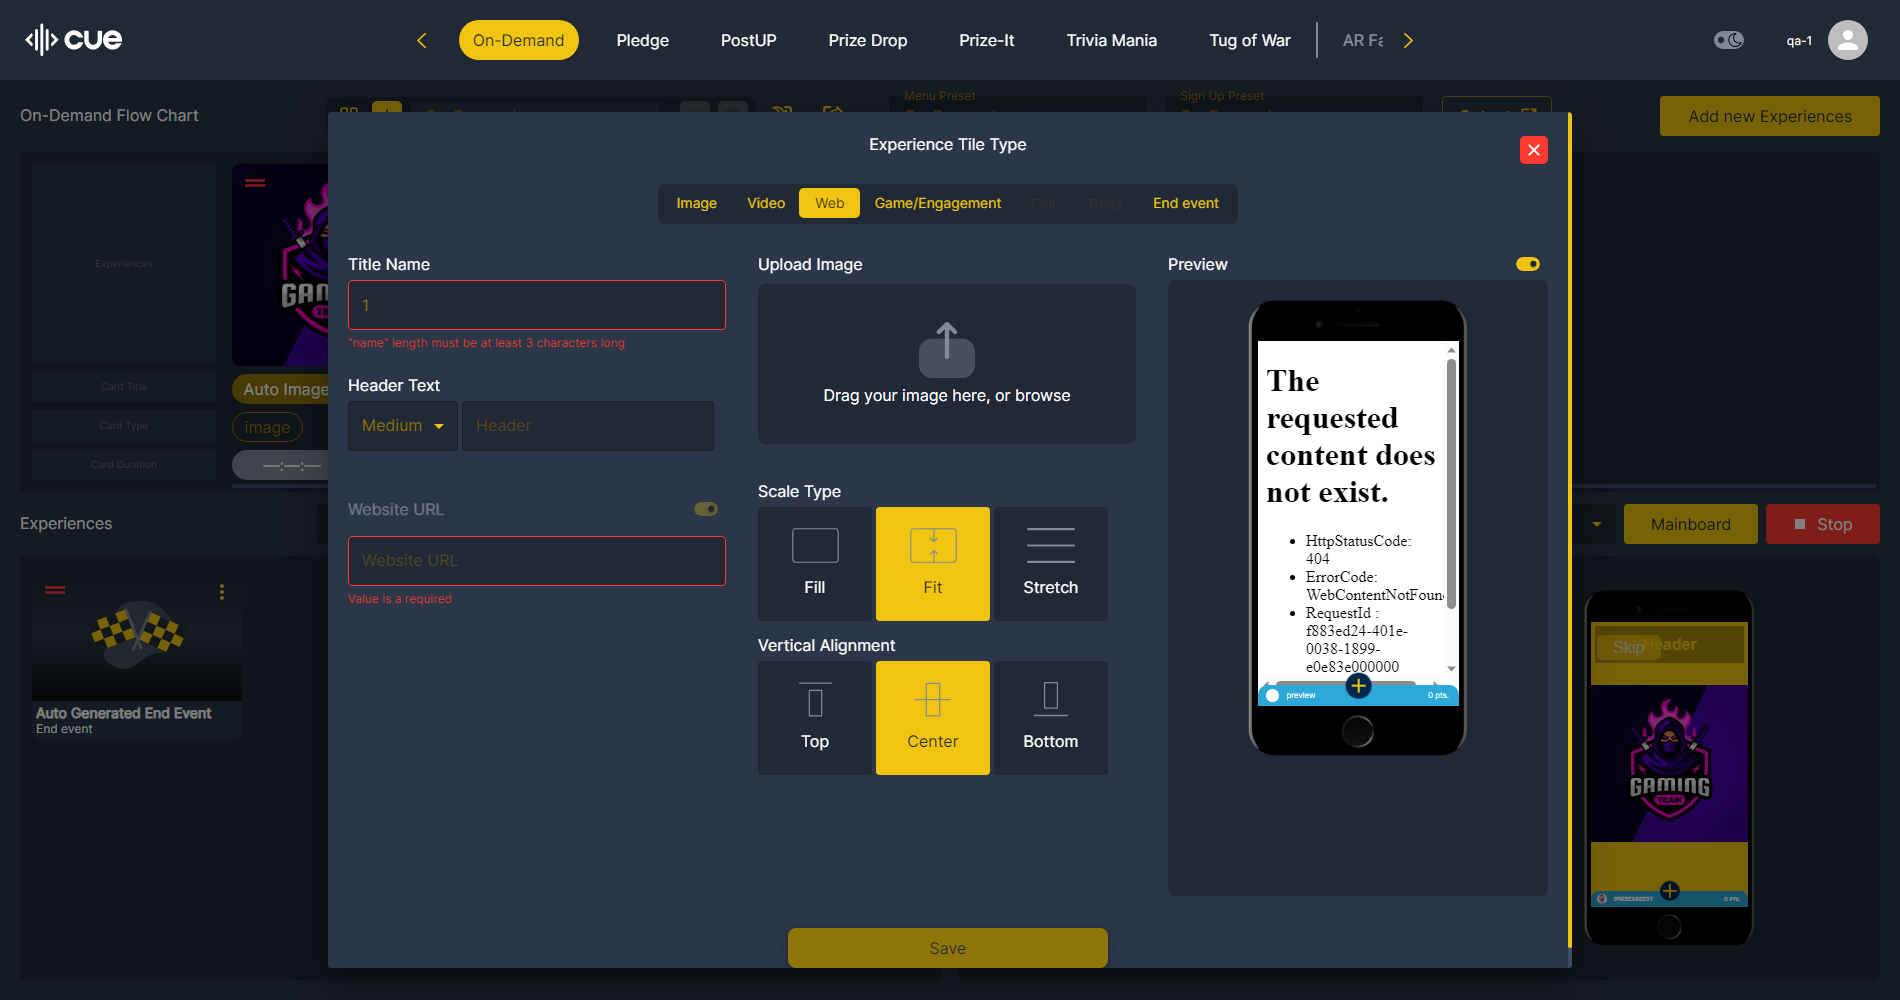 cue
On-Demand
Pledge
PostUP
Prize Drop
Prize-It
Trivia Mania
Tug of War
AR Fa
qa-1
On-Demand Flow Chart
Menu Preset
Sign Up Preset
Add new Experiences
Experience Tile Type
Image
Video
Web
Game/Engagement
Poll
Trivia
End event
Experiences
Card Title
Card Type
Card Duration
Auto Image
image
—:—:—
Title Name
1
"name" length must be at least 3 characters long
Header Text
Medium
Header
Website URL
Website URL
Value is a required
Upload Image
Drag your image here, or browse
Scale Type
Fill
Fit
Stretch
Vertical Alignment
Top
Center
Bottom
Preview
The
requested
content does
not exist.
HttpStatusCode:
404
ErrorCode:
WebContentNotFoun
RequestId :
f883ed24-401e-
0038-1899-
e0e83e000000
preview
0 pts.
Save
Experiences
Auto Generated End Event
End event
Mainboard
Stop
Skip
Header
GAMING
TEAM
0 PTS.